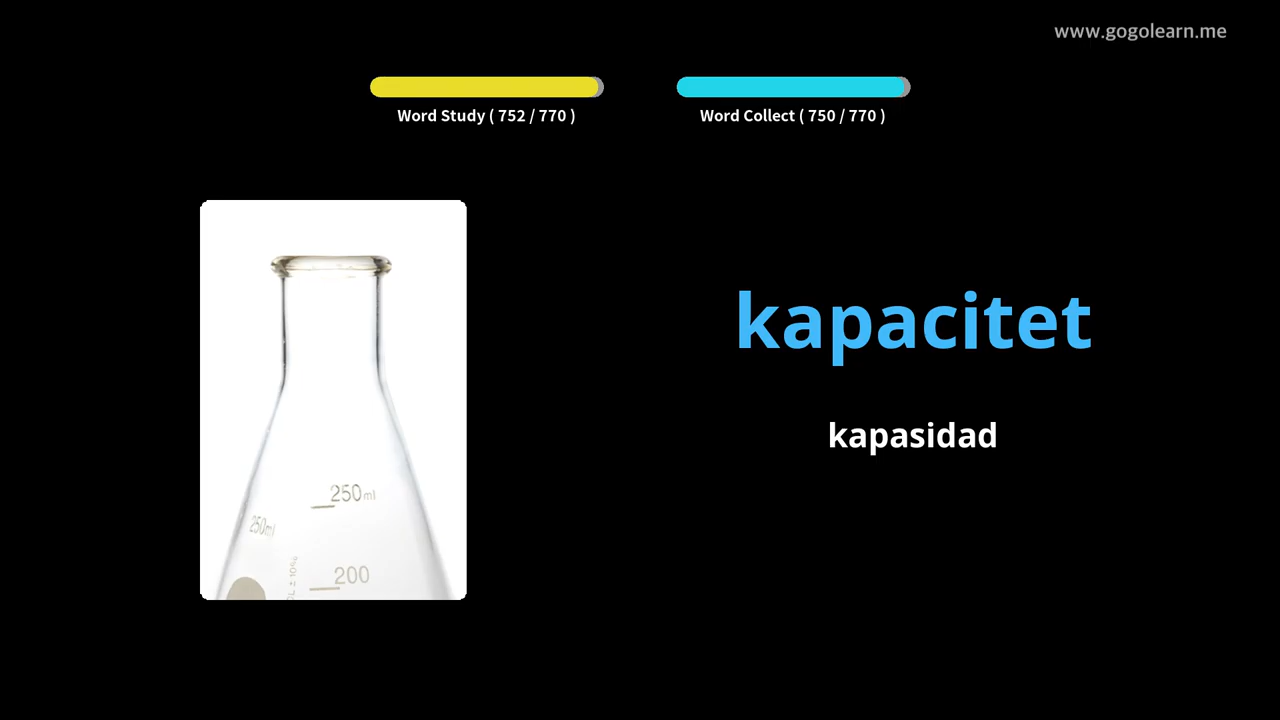 www.gogolearn.me
Word Study ( 752 / 770 )
Word Collect ( 750 / 770 )
kapacitet
kapasidad
250ml
250ml
200